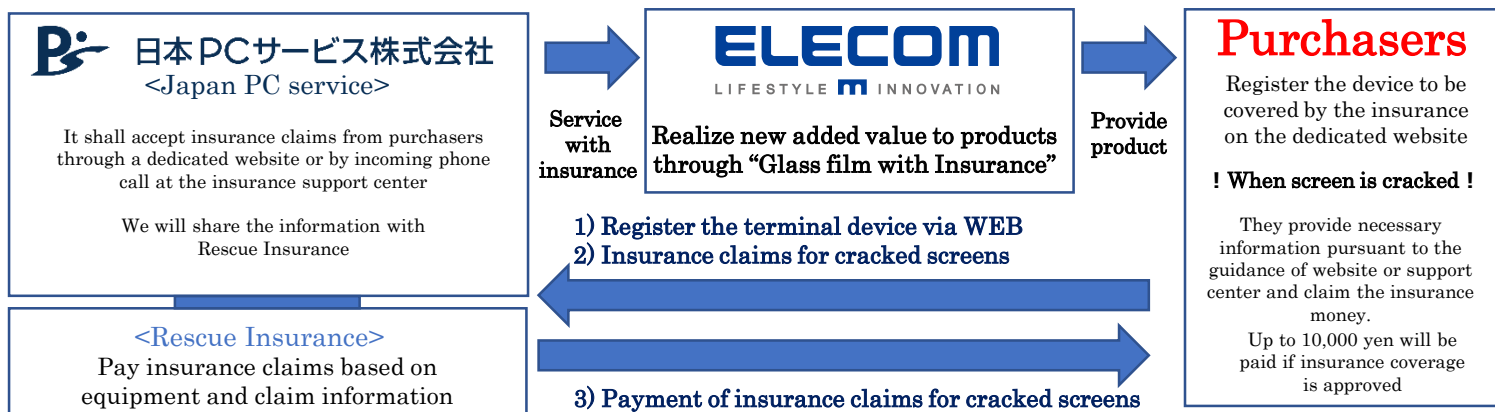 日本PCサービス株式会社
<Japan PC service>
It shall accept insurance claims from purchasers
through a dedicated website or by incoming phone
call at the insurance support center
We will share the information with
Rescue Insurance
<Rescue Insurance>
Pay insurance claims based on
equipment and claim information
Service
with
insurance
ELECOM
LIFESTYLE INNOVATION
Realize new added value to products
through “Glass film with Insurance”
Provide
product
1) Register the terminal device via WEB
2) Insurance claims for cracked screens
3) Payment of insurance claims for cracked screens
Purchasers
Register the device to be
covered by the insurance
on the dedicated website
! When screen is cracked !
They provide necessary
information pursuant to the
guidance of website or support
center and claim the insurance
money.
Up to 10,000 yen will be
paid if insurance coverage
is approved